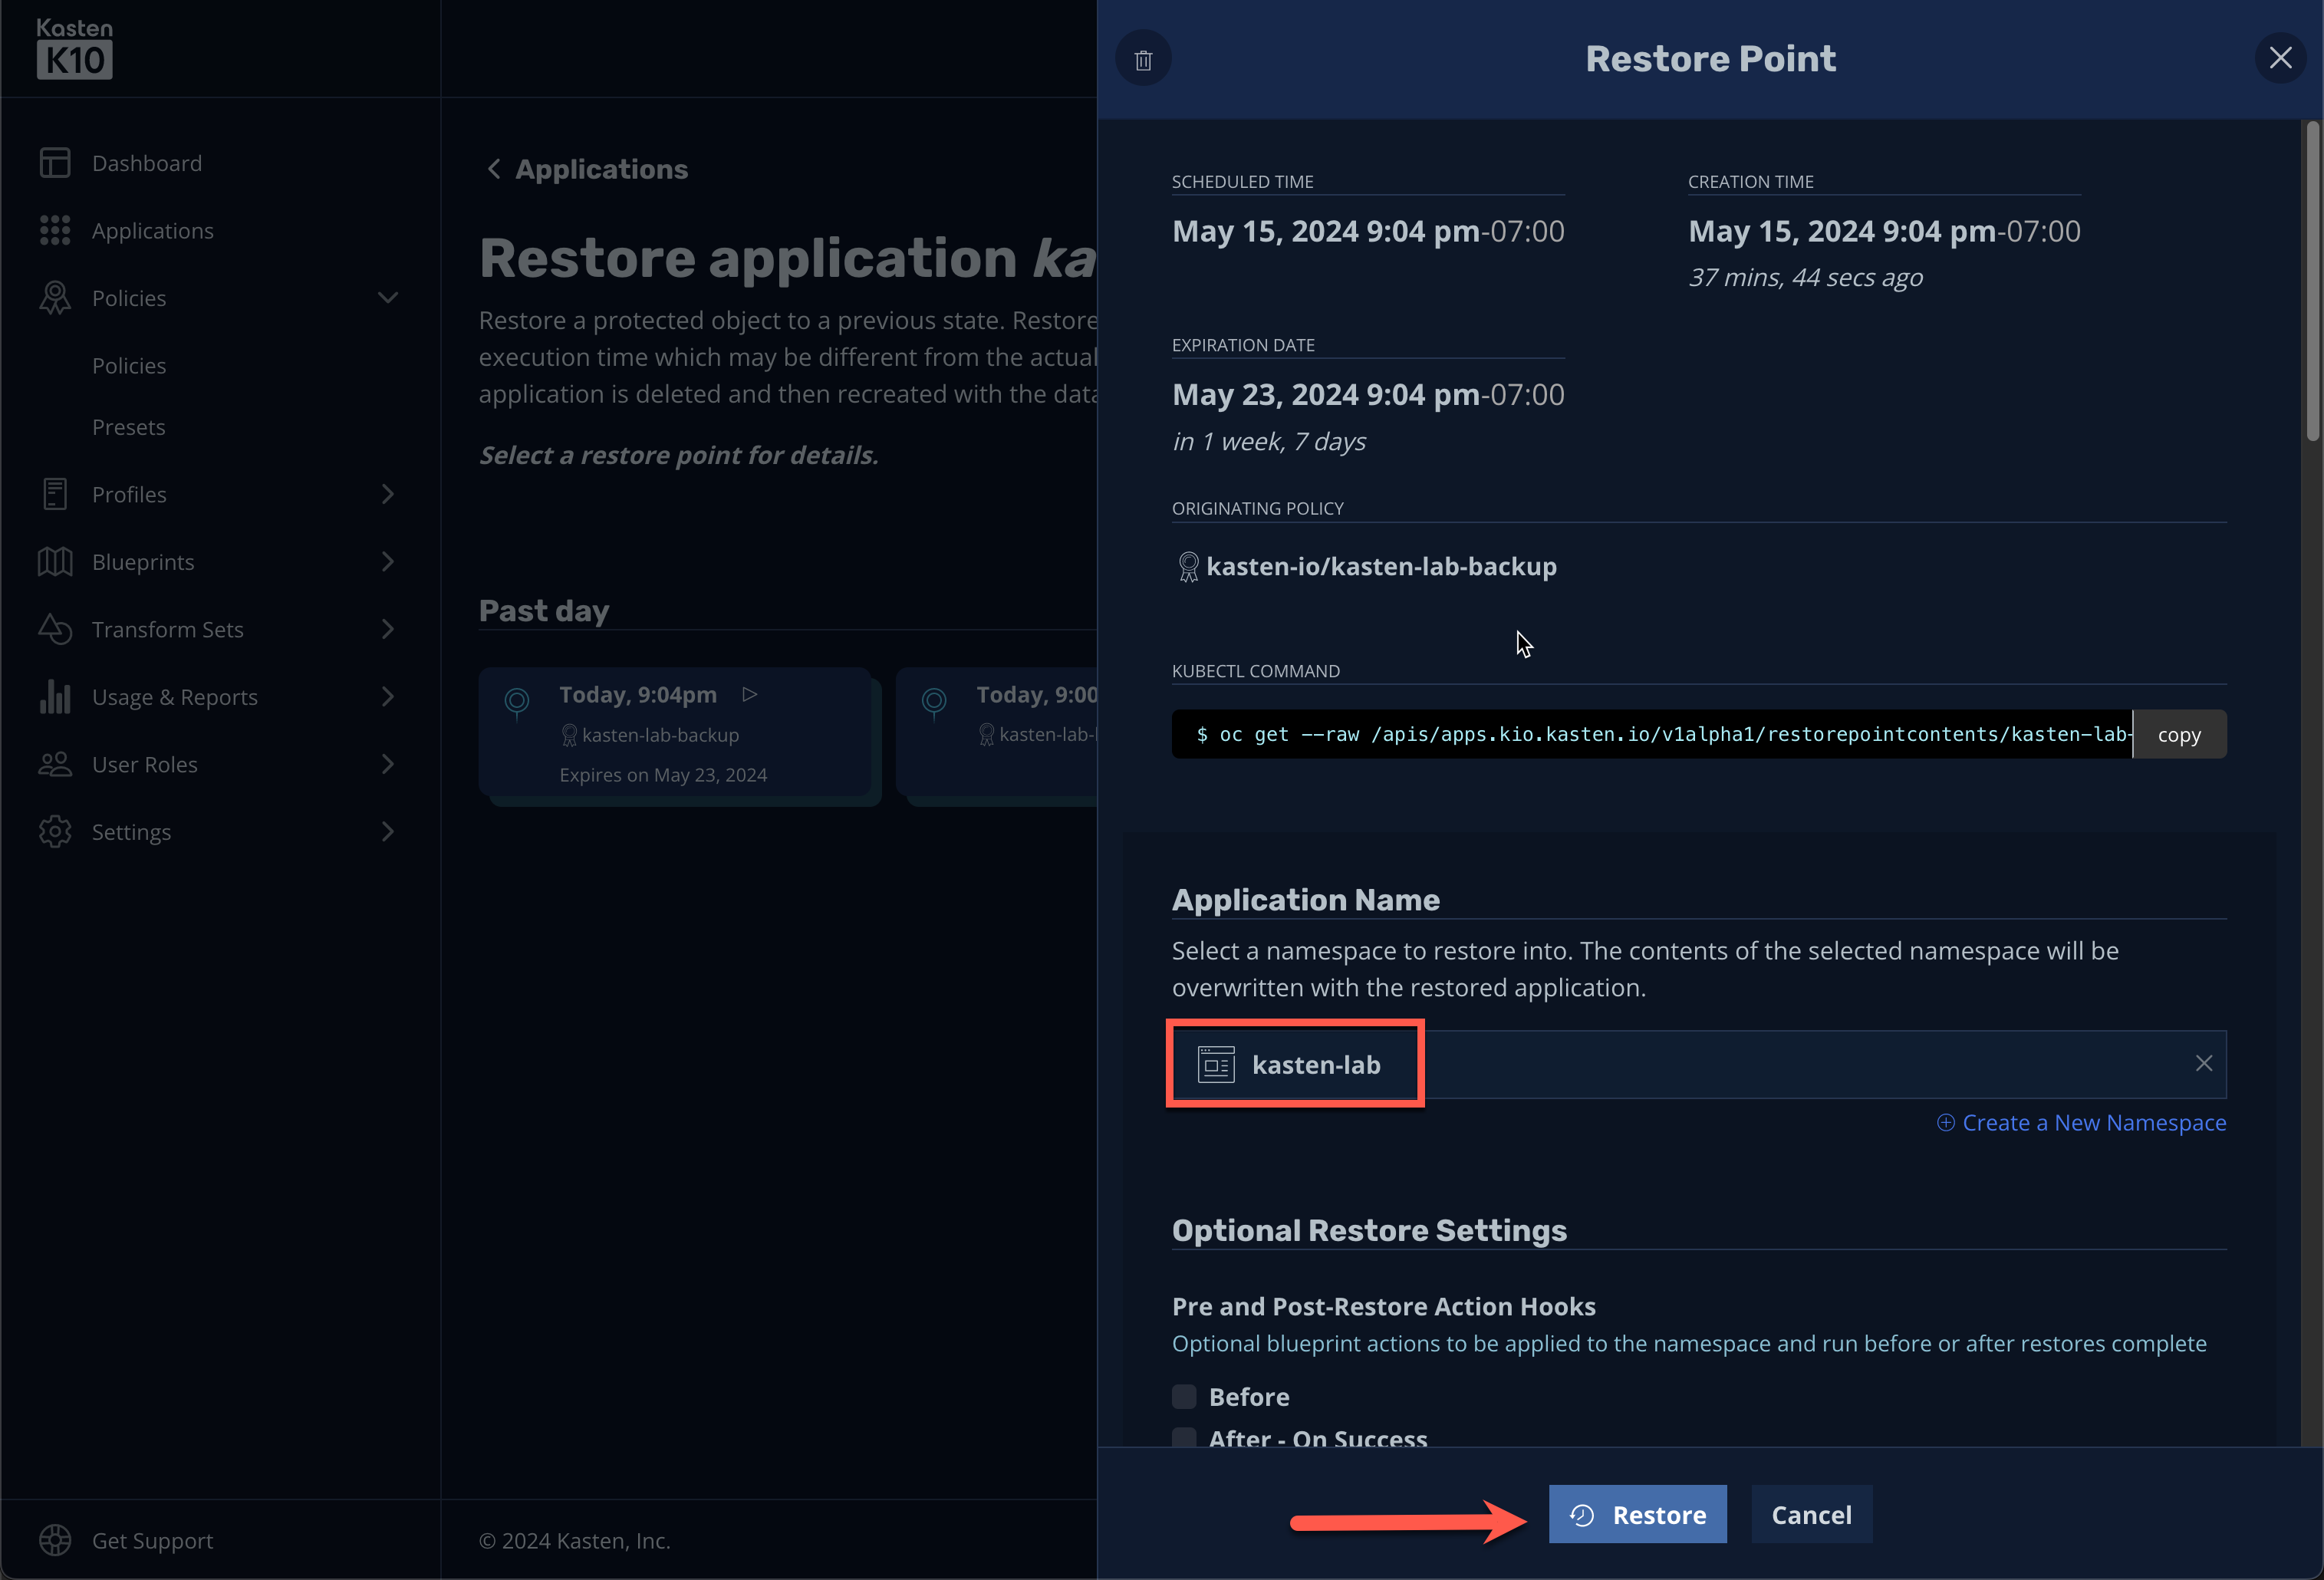 Kasten
K10
Dashboard
Applications
Policies
Policies
Presets
Profiles
Blueprints
Transform Sets
Usage & Reports
User Roles
Settings
Get Support
Applications
Restore application ka
Restore a protected object to a previous state. Restore
execution time which may be different from the actual
application is deleted and then recreated with the data
Select a restore point for details.
Past day
Today, 9:04pm
kasten-lab-backup
Expires on May 23, 2024
Today, 9:00
kasten-lab-
© 2024 Kasten, Inc.
Restore Point
SCHEDULED TIME
May 15, 2024 9:04 pm-07:00
CREATION TIME
May 15, 2024 9:04 pm-07:00
37 mins, 44 secs ago
EXPIRATION DATE
May 23, 2024 9:04 pm-07:00
in 1 week, 7 days
ORIGINATING POLICY
kasten-io/kasten-lab-backup
KUBECTL COMMAND
$ oc get --raw /apis/apps.kio.kasten.io/v1alpha1/restorepointcontents/kasten-lab-
copy
Application Name
Select a namespace to restore into. The contents of the selected namespace will be
overwritten with the restored application.
kasten-lab
Create a New Namespace
Optional Restore Settings
Pre and Post-Restore Action Hooks
Optional blueprint actions to be applied to the namespace and run before or after restores complete
Before
After - On Success
Restore
Cancel